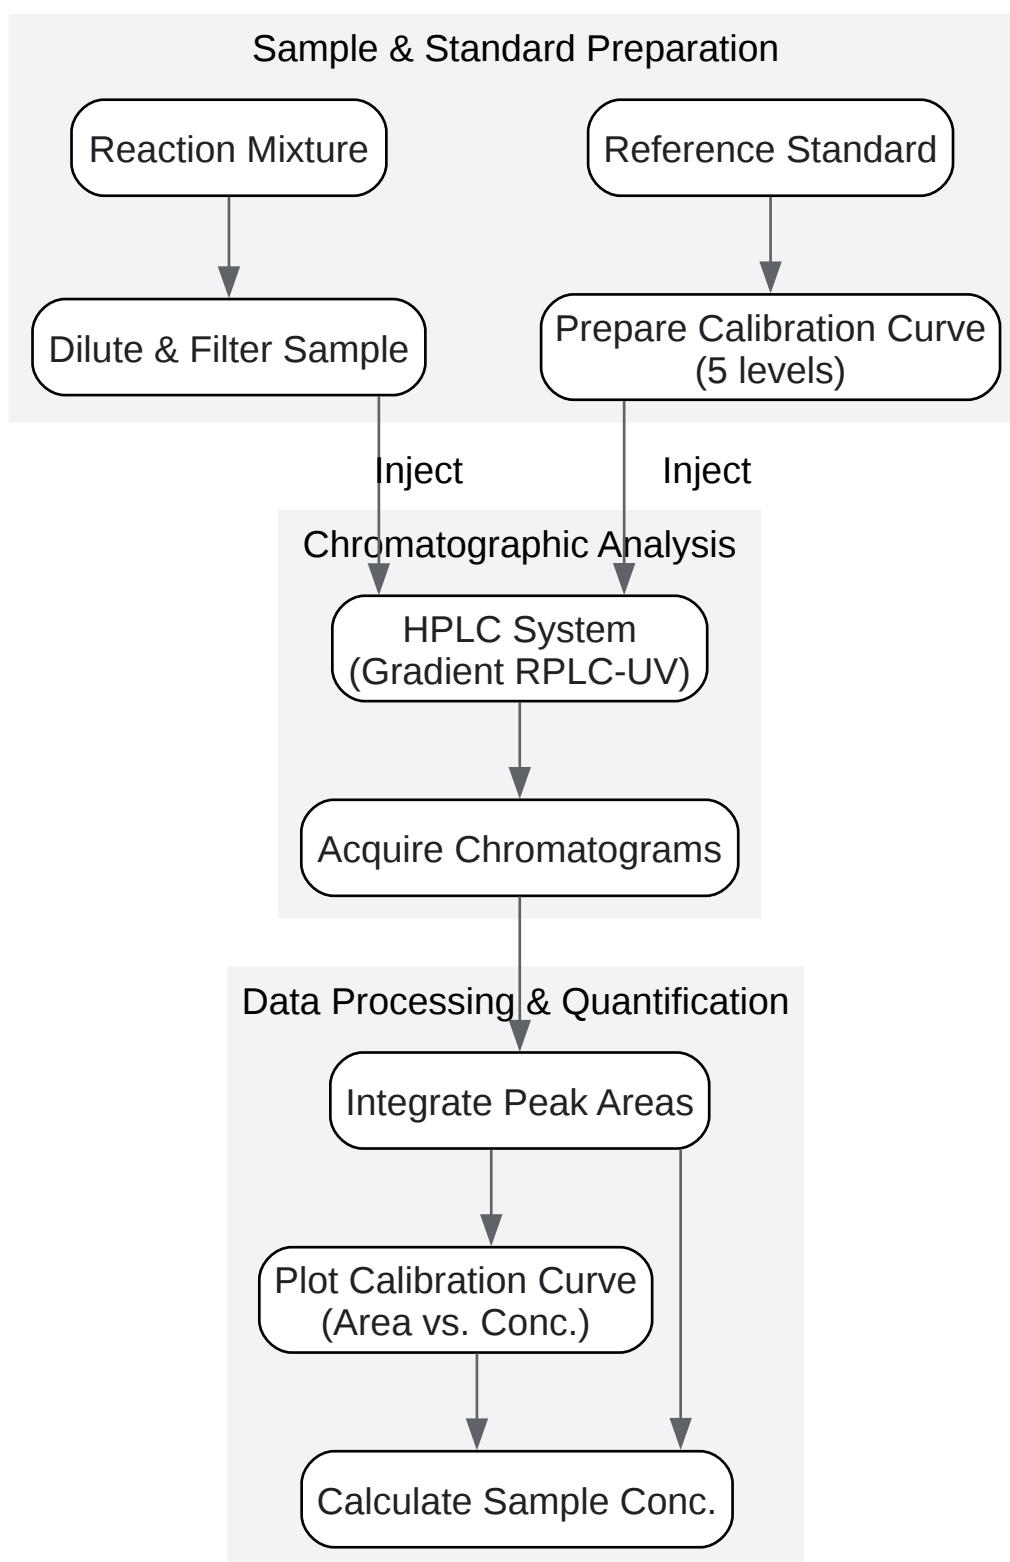 Sample & Standard Preparation
Reaction Mixture
Reference Standard
Dilute & Filter Sample
Prepare Calibration Curve
(5 levels)
Inject
Inject
Chromatographic Analysis
HPLC System
(Gradient RPLC-UV)
Acquire Chromatograms
Data Processing & Quantification
Integrate Peak Areas
Plot Calibration Curve
(Area vs. Conc.)
Calculate Sample Conc.